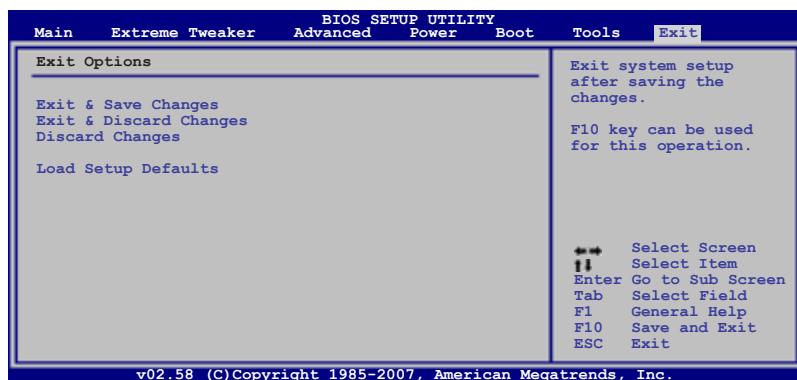 BIOS SETUP UTILITY
Main Extreme Tweaker Advanced Power Boot Tools Exit
Exit Options
Exit & Save Changes
Exit & Discard Changes
Discard Changes
Load Setup Defaults
Exit system setup
after saving the
changes.
F10 key can be used
for this operation.
←→ Select Screen
↑↓ Select Item
Enter Go to Sub Screen
Tab Select Field
F1 General Help
F10 Save and Exit
ESC Exit
v02.58 (C)Copyright 1985-2007, American Megatrends, Inc.